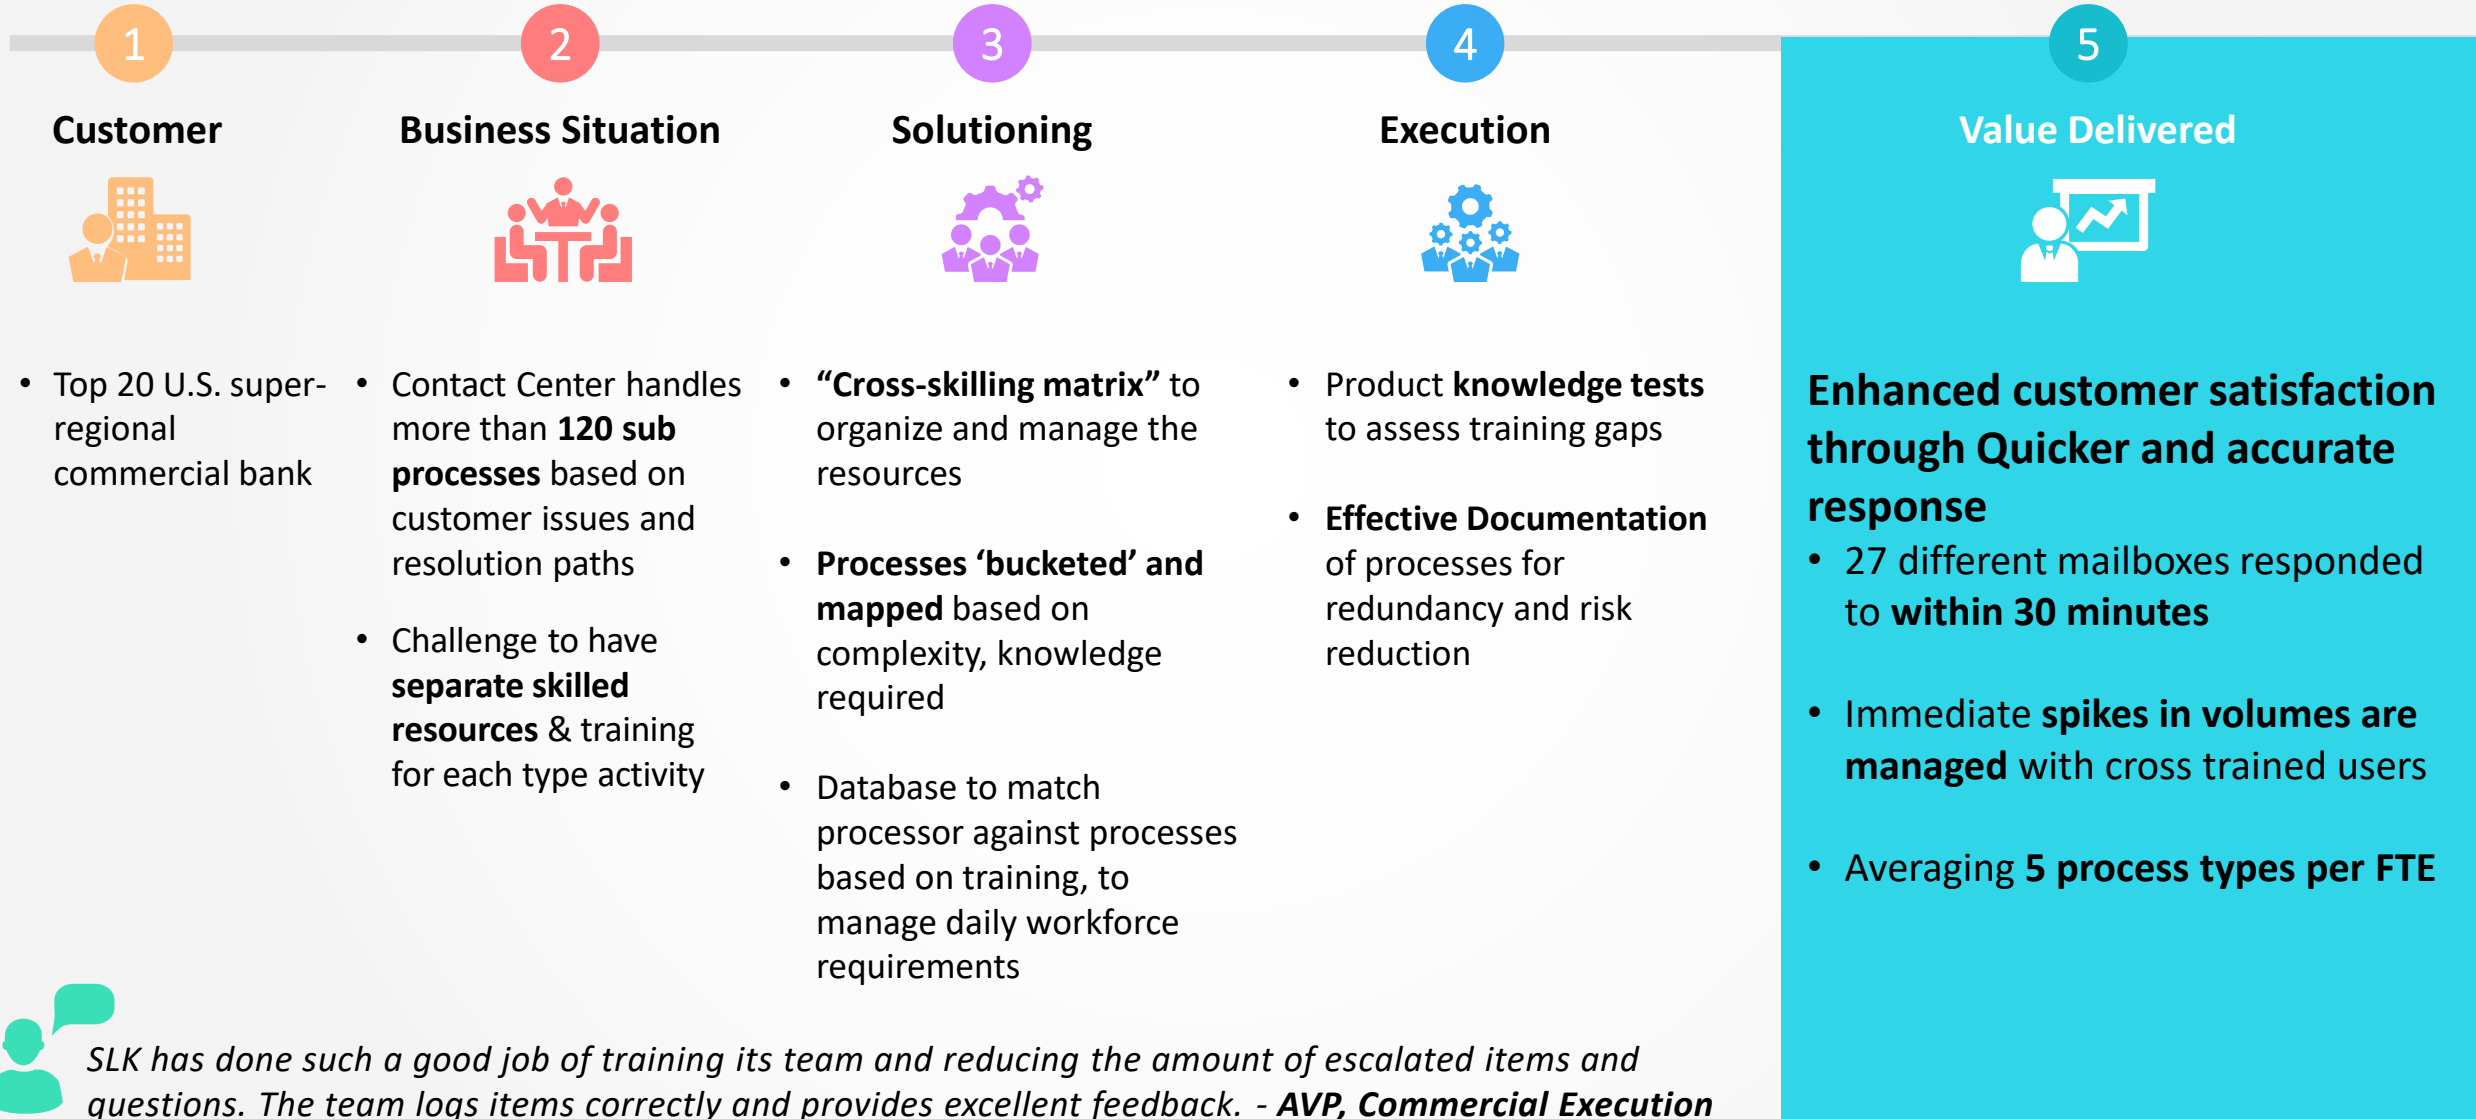 1
Customer
• Top 20 U.S. super-
regional
commercial bank
2
Business Situation
• Contact Center handles
more than 120 sub
processes based on
customer issues and
resolution paths
• Challenge to have
separate skilled
resources & training
for each type activity
3
Solutioning
• “Cross-skilling matrix” to
organize and manage the
resources
• Processes ‘bucketed’ and
mapped based on
complexity, knowledge
required
• Database to match
processor against processes
based on training, to
manage daily workforce
requirements
4
Execution
• Product knowledge tests
to assess training gaps
• Effective Documentation
of processes for
redundancy and risk
reduction
5
Value Delivered
Enhanced customer satisfaction
through Quicker and accurate
response
• 27 different mailboxes responded
to within 30 minutes
• Immediate spikes in volumes are
managed with cross trained users
• Averaging 5 process types per FTE
SLK has done such a good job of training its team and reducing the amount of escalated items and
questions. The team logs items correctly and provides excellent feedback. - AVP, Commercial Execution